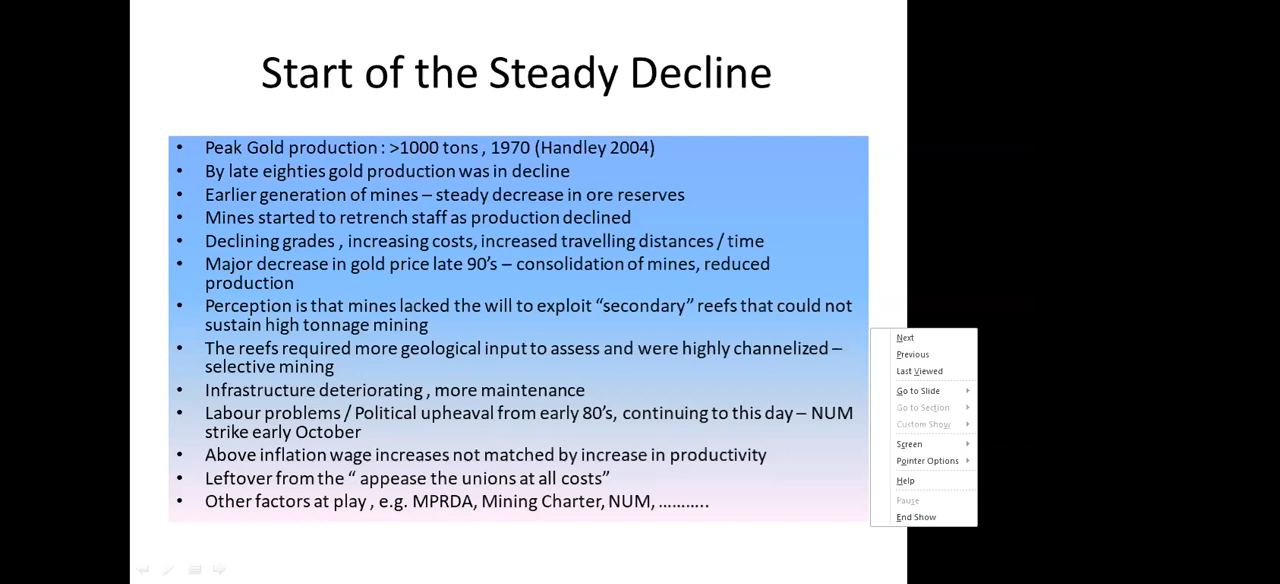 Start of the Steady Decline
• Peak Gold production : >1000 tons , 1970 (Handley 2004)
• By late eighties gold production was in decline
• Earlier generation of mines – steady decrease in ore reserves
• Mines started to retrench staff as production declined
• Declining grades , increasing costs, increased travelling distances / time
• Major decrease in gold price late 90’s – consolidation of mines, reduced
production
• Perception is that mines lacked the will to exploit “secondary” reefs that could not
sustain high tonnage mining
• The reefs required more geological input to assess and were highly channelized –
selective mining
• Infrastructure deteriorating , more maintenance
• Labour problems / Political upheaval from early 80’s, continuing to this day – NUM
strike early October
• Above inflation wage increases not matched by increase in productivity
• Leftover from the “ appease the unions at all costs”
• Other factors at play , e.g. MPRDA, Mining Charter, NUM, ………..
Next
Previous
Last Viewed
Go to Slide
Go to Section
Custom Show
Screen
Pointer Options
Help
Pause
End Show